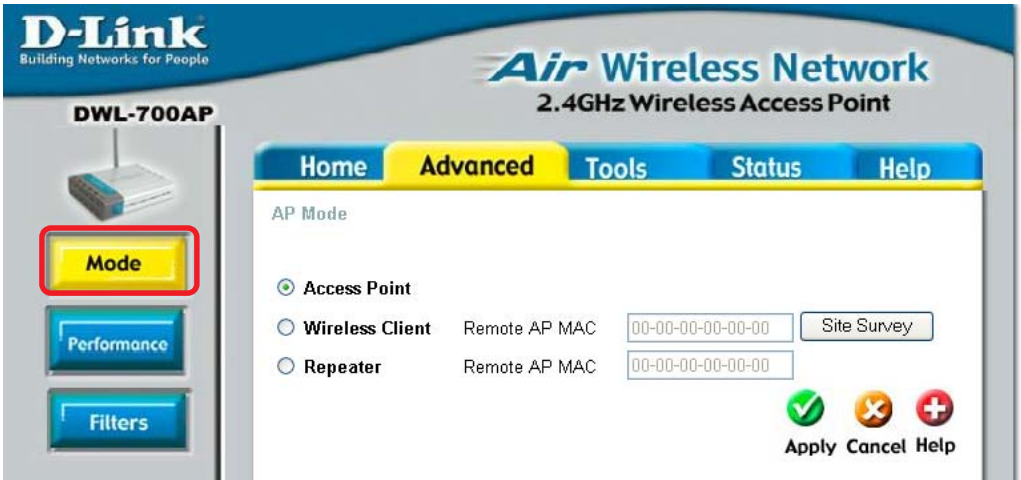 D-Link
Building Networks for People
Air Wireless Network
2.4GHz Wireless Access Point
DWL-700AP
Home Advanced Tools Status Help
Mode
Performance
Filters
AP Mode
Access Point
Wireless Client Remote AP MAC 00-00-00-00-00-00 Site Survey
Repeater Remote AP MAC 00-00-00-00-00-00
Apply Cancel Help